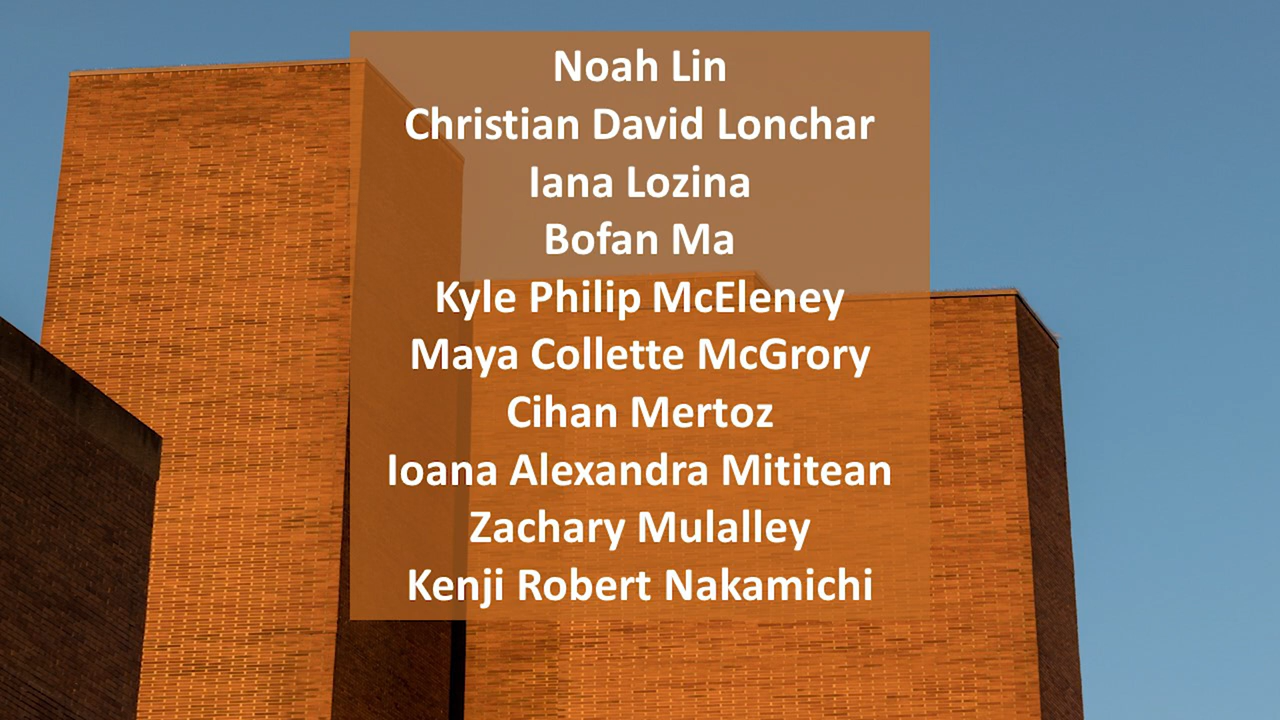 Noah Lin
Christian David Lonchar
Iana Lozina
Bofan Ma
Kyle Philip McEleney
Maya Collette McGrory
Cihan Mertoz
Ioana Alexandra Mititean
Zachary Mulalley
Kenji Robert Nakamichi